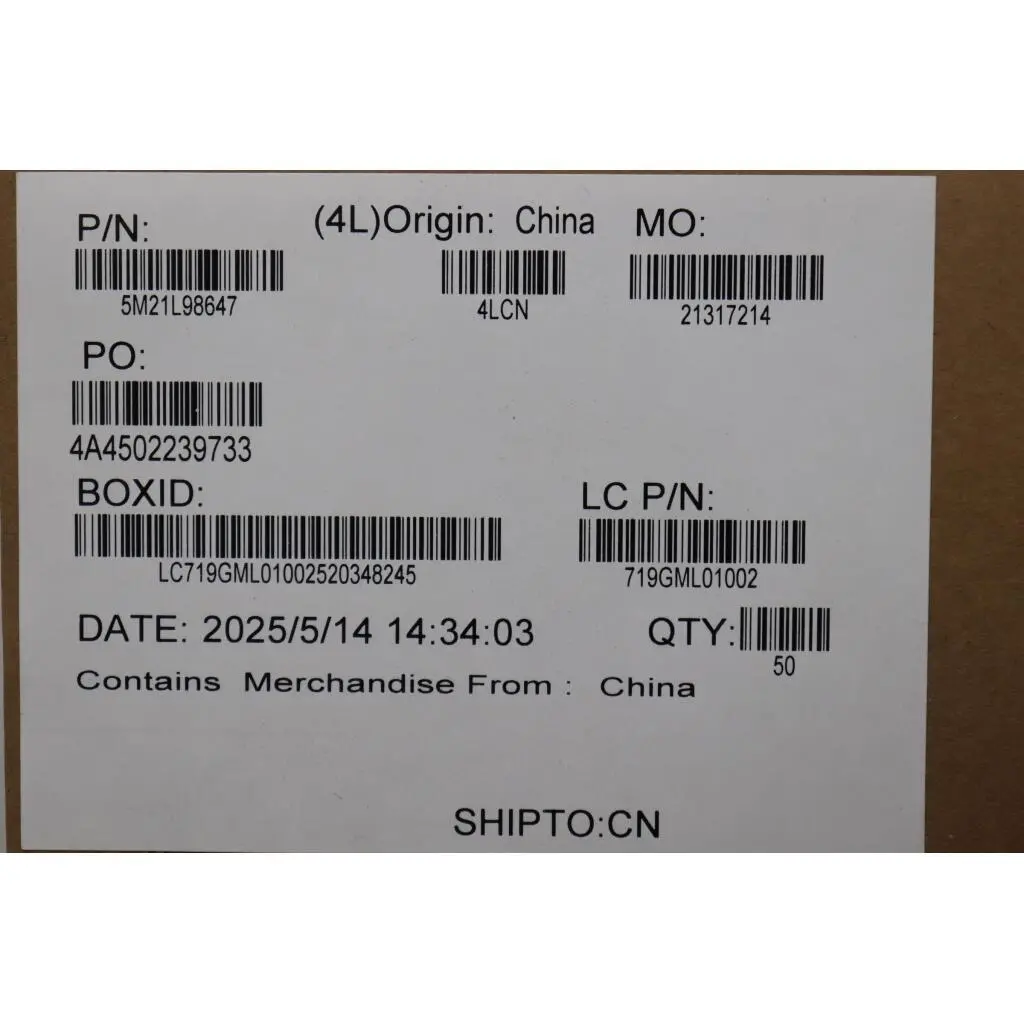 P/N: (4L)Origin: China MO:
5M21L98647 4LCN 21317214
PO:
4A4502239733
BOXID: LC P/N:
LC719GML01002520348245 719GML01002
DATE: 2025/5/14 14:34:03 QTY:
50
Contains Merchandise From : China
SHIPTO:CN